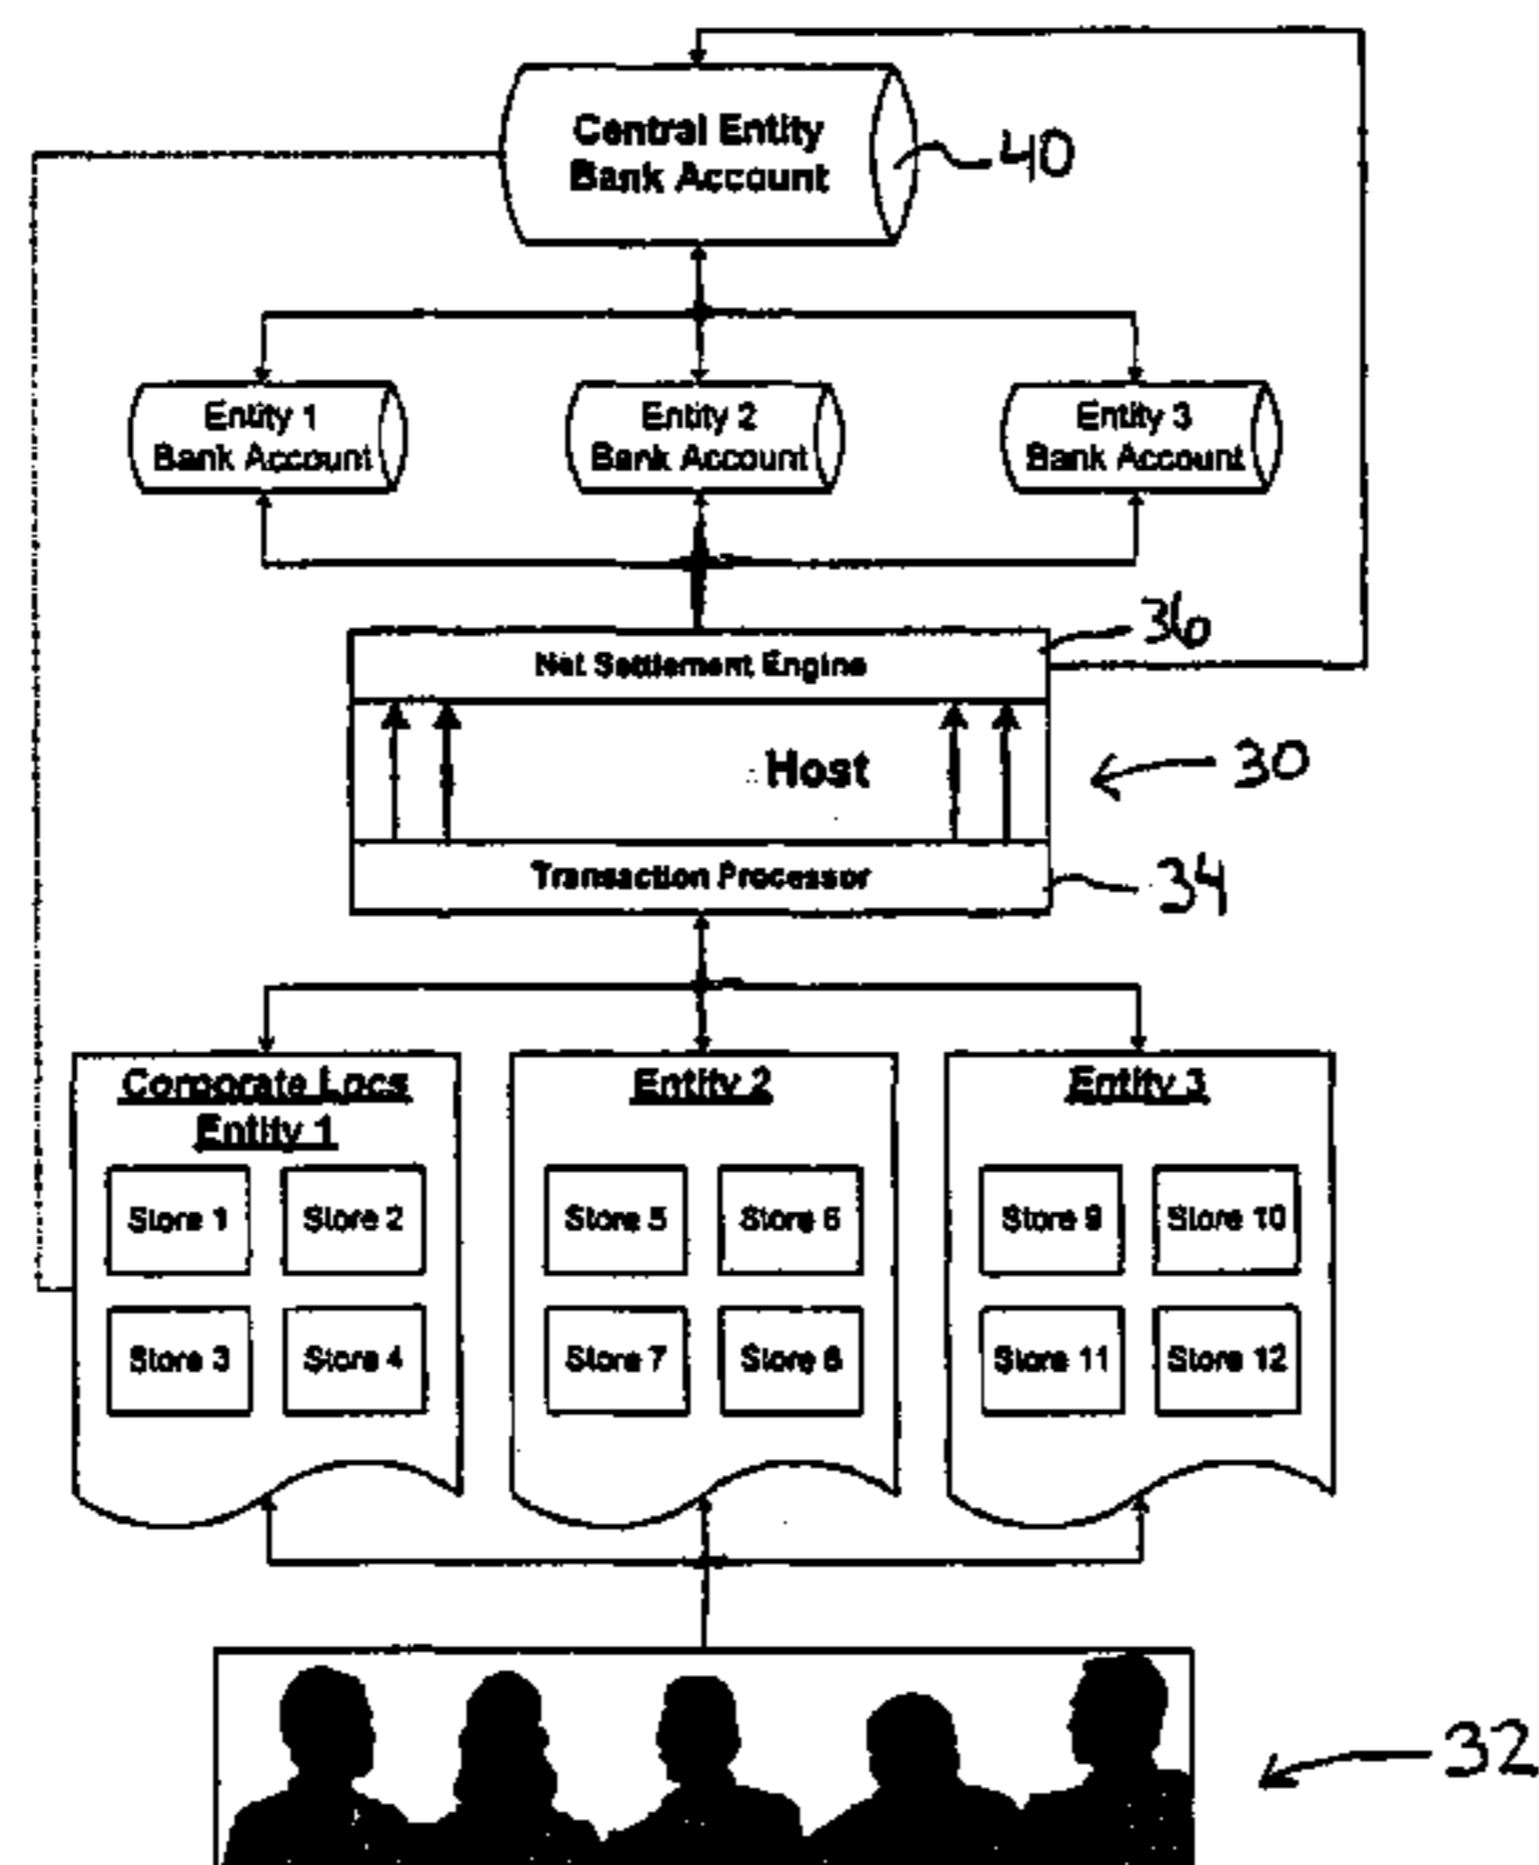 Central Entity
Bank Account
40
Entity 1
Bank Account
Entity 2
Bank Account
Entity 3
Bank Account
36
Net Settlement Engine
Host
30
Transaction Processor
34
Corporate Locs
Entity 1
Entity 2
Entity 3
Store 1
Store 2
Store 5
Store 6
Store 9
Store 10
Store 3
Store 4
Store 7
Store 8
Store 11
Store 12
32